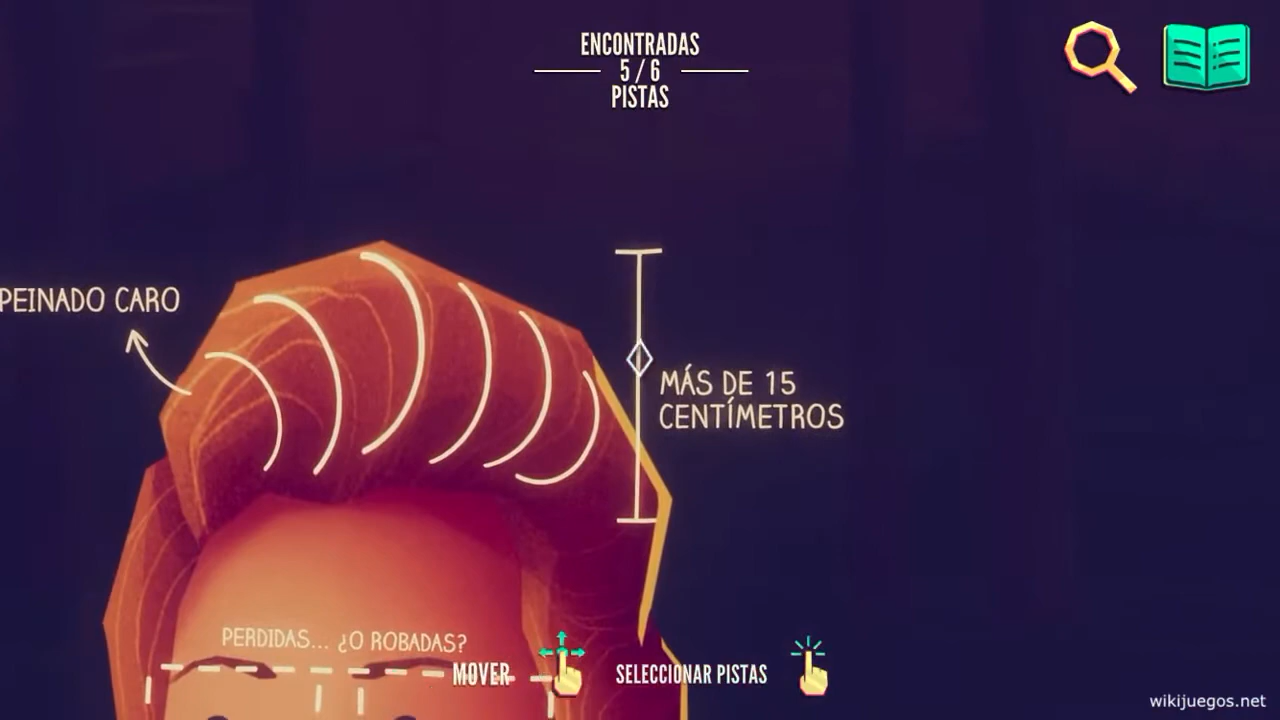 ENCONTRADAS
5 / 6
PISTAS
PEINADO CARO
MÁS DE 15
CENTÍMETROS
PERDIDAS... ¿O ROBADAS?
MOVER
SELECCIONAR PISTAS
wikijuegos.net